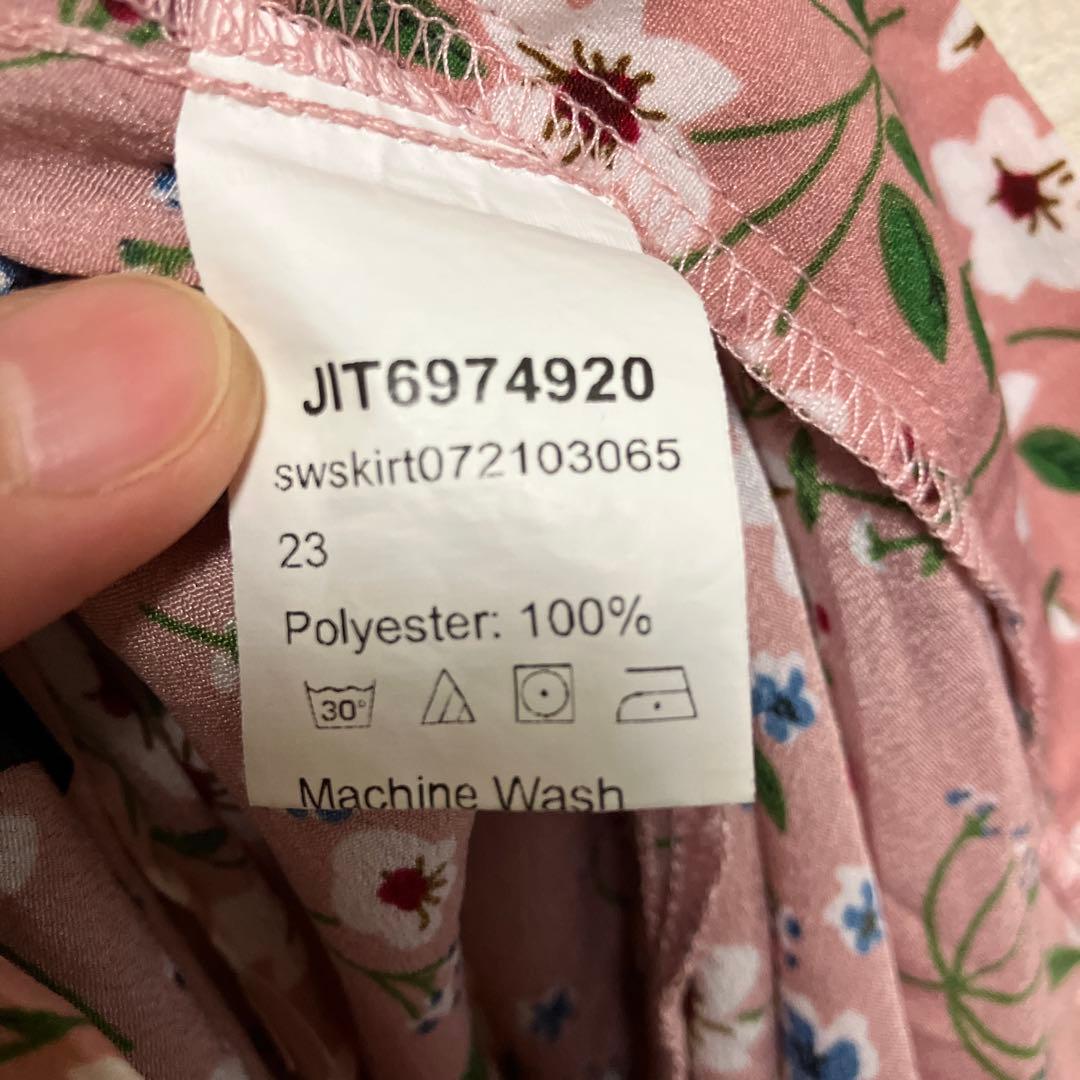 JIT6974920
swskirt072103065
23
Polyester: 100%
30°
Machine Wash